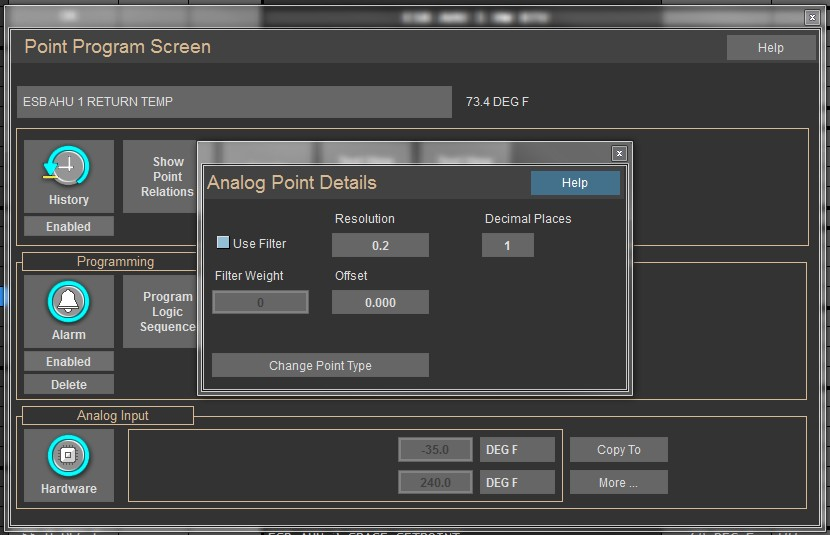 Point Program Screen
Help
ESB AHU 1 RETURN TEMP
73.4 DEG F
History
Enabled
Show
Point
Relations
Analog Point Details
Help
Use Filter
Resolution
0.2
Decimal Places
1
Filter Weight
0
Offset
0.000
Change Point Type
Programming
Alarm
Enabled
Delete
Program
Logic
Sequence
Analog Input
Hardware
-35.0
DEG F
Copy To
240.0
DEG F
More ...